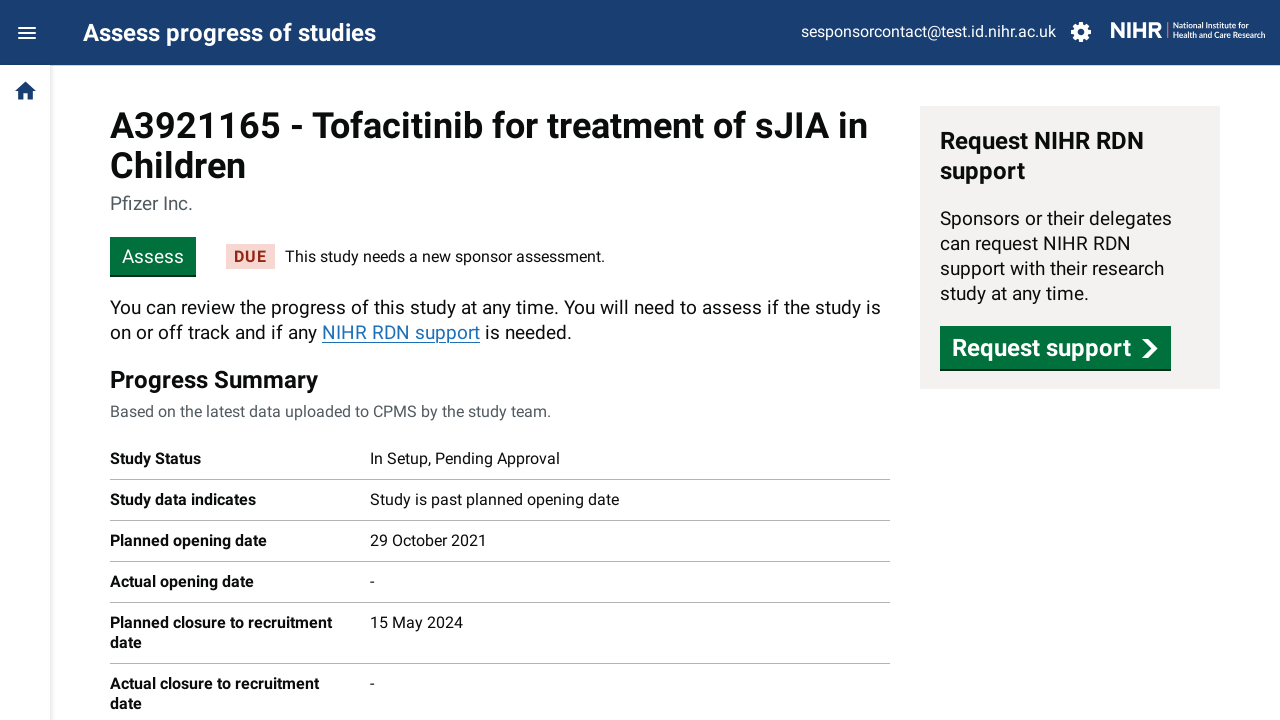 Assess progress of studies
sesponsorcontact@test.id.nihr.ac.uk
NIHR | National Institute for
Health and Care Research
A3921165 - Tofacitinib for treatment of sJIA in
Children
Pfizer Inc.
Assess
DUE This study needs a new sponsor assessment.
You can review the progress of this study at any time. You will need to assess if the study is
on or off track and if any NIHR RDN support is needed.
Progress Summary
Based on the latest data uploaded to CPMS by the study team.
Study Status In Setup, Pending Approval
Study data indicates Study is past planned opening date
Planned opening date 29 October 2021
Actual opening date -
Planned closure to recruitment 15 May 2024
date
Actual closure to recruitment -
date
Request NIHR RDN
support
Sponsors or their delegates
can request NIHR RDN
support with their research
study at any time.
Request support